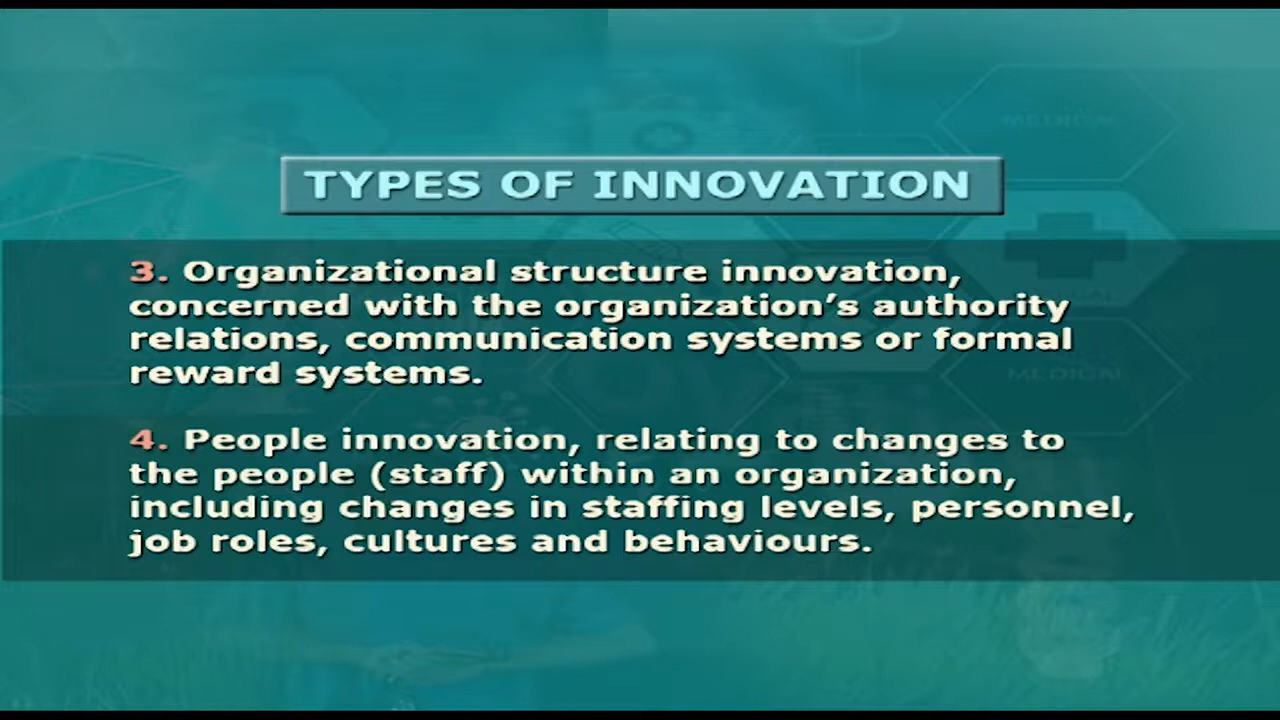 TYPES OF INNOVATION
3. Organizational structure innovation,
concerned with the organization's authority
relations, communication systems or formal
reward systems.
4. People innovation, relating to changes to
the people (staff) within an organization,
including changes in staffing levels, personnel,
job roles, cultures and behaviours.
MEDICAL
MEDICAL